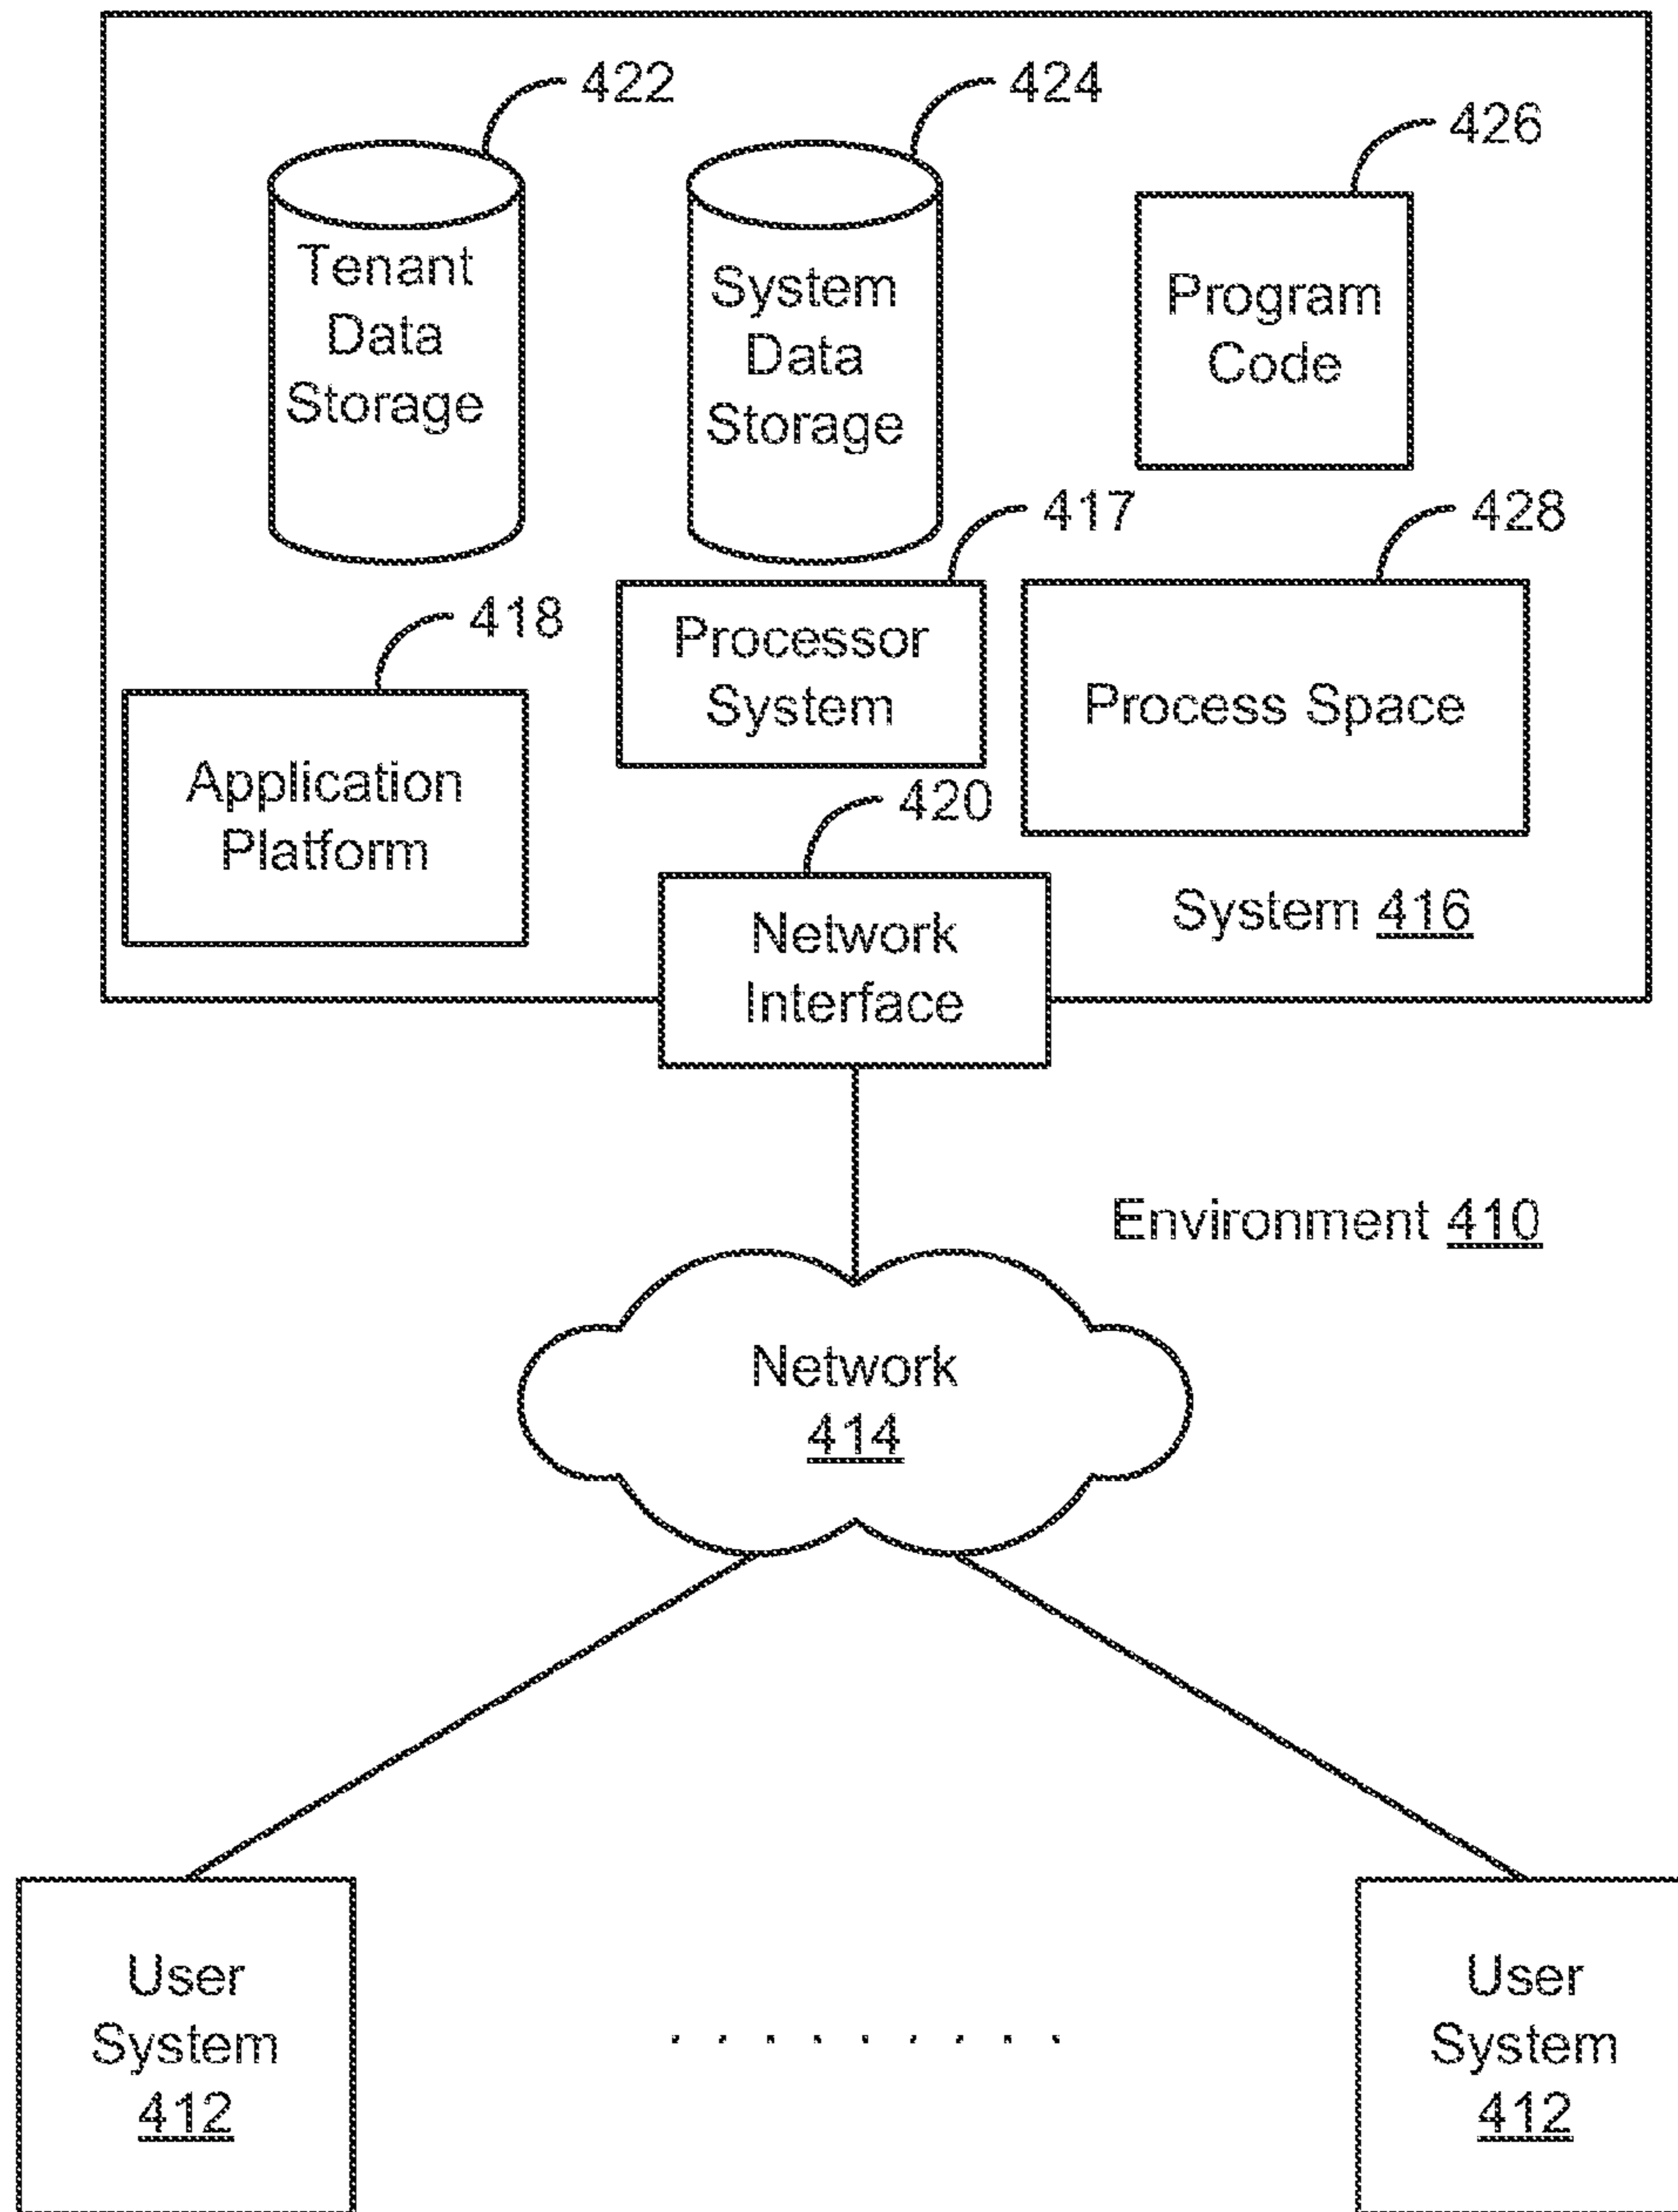 422
424
426
Tenant
Data
Storage
System
Data
Storage
Program
Code
417
428
418
Processor
System
Process Space
Application
Platform
420
Network
Interface
System 416
Environment 410
Network
414
User
System
412
. . . . . . . . .
User
System
412